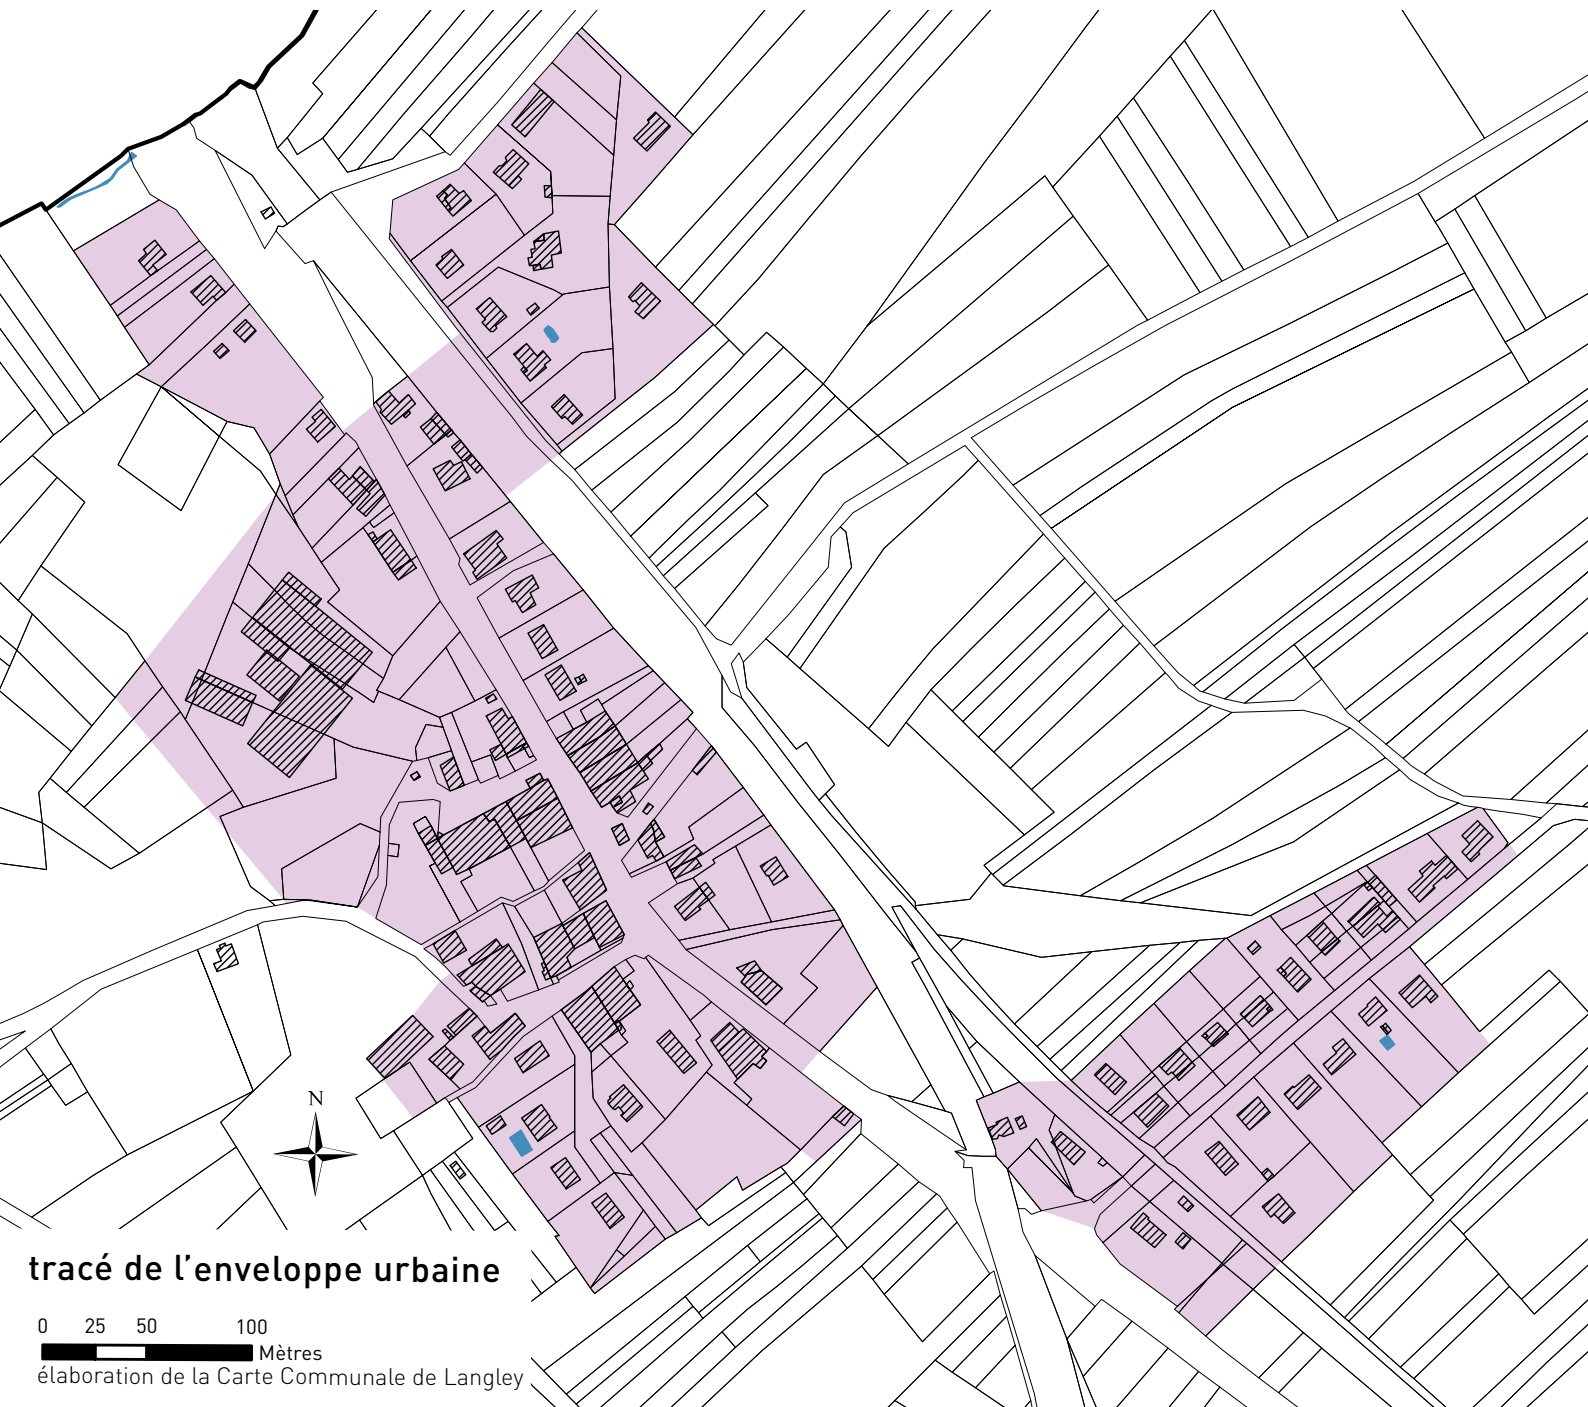 N
tracé de l'enveloppe urbaine
0 25 50 100
Mètres
élaboration de la Carte Communale de Langley